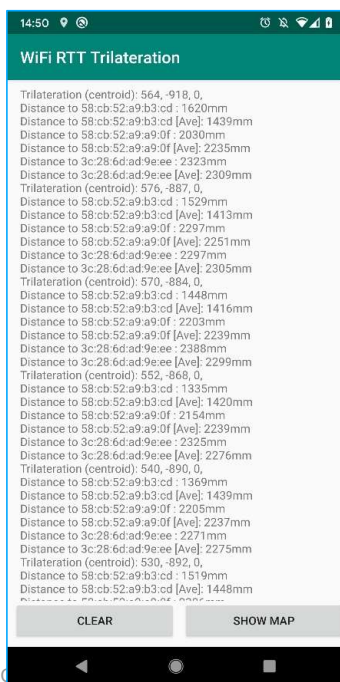 14:50
WiFi RTT Trilateration
Trilateration (centroid): 564, -918, 0,
Distance to 58:cb:52:a9:b3:cd : 1620mm
Distance to 58:cb:52:a9:b3:cd [Ave]: 1439mm
Distance to 58:cb:52:a9:a9:0f : 2030mm
Distance to 58:cb:52:a9:a9:0f [Ave]: 2235mm
Distance to 3c:28:6d:ad:9e:ee : 2323mm
Distance to 3c:28:6d:ad:9e:ee [Ave]: 2309mm
Trilateration (centroid): 576, -887, 0,
Distance to 58:cb:52:a9:b3:cd : 1529mm
Distance to 58:cb:52:a9:b3:cd [Ave]: 1413mm
Distance to 58:cb:52:a9:a9:0f : 2297mm
Distance to 58:cb:52:a9:a9:0f [Ave]: 2251mm
Distance to 3c:28:6d:ad:9e:ee : 2297mm
Distance to 3c:28:6d:ad:9e:ee [Ave]: 2305mm
Trilateration (centroid): 570, -884, 0,
Distance to 58:cb:52:a9:b3:cd : 1448mm
Distance to 58:cb:52:a9:b3:cd [Ave]: 1416mm
Distance to 58:cb:52:a9:a9:0f : 2203mm
Distance to 58:cb:52:a9:a9:0f [Ave]: 2239mm
Distance to 3c:28:6d:ad:9e:ee : 2388mm
Distance to 3c:28:6d:ad:9e:ee [Ave]: 2299mm
Trilateration (centroid): 552, -868, 0,
Distance to 58:cb:52:a9:b3:cd : 1335mm
Distance to 58:cb:52:a9:b3:cd [Ave]: 1420mm
Distance to 58:cb:52:a9:a9:0f : 2154mm
Distance to 58:cb:52:a9:a9:0f [Ave]: 2239mm
Distance to 3c:28:6d:ad:9e:ee : 2325mm
Distance to 3c:28:6d:ad:9e:ee [Ave]: 2276mm
Trilateration (centroid): 540, -890, 0,
Distance to 58:cb:52:a9:b3:cd : 1369mm
Distance to 58:cb:52:a9:b3:cd [Ave]: 1439mm
Distance to 58:cb:52:a9:a9:0f : 2205mm
Distance to 58:cb:52:a9:a9:0f [Ave]: 2237mm
Distance to 3c:28:6d:ad:9e:ee : 2271mm
Distance to 3c:28:6d:ad:9e:ee [Ave]: 2275mm
Trilateration (centroid): 530, -892, 0,
Distance to 58:cb:52:a9:b3:cd : 1519mm
Distance to 58:cb:52:a9:b3:cd [Ave]: 1448mm
CLEAR SHOW MAP